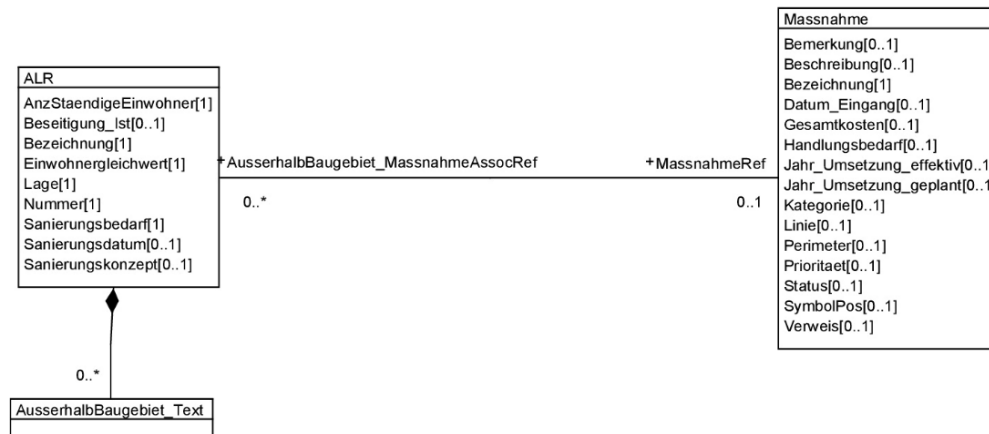 Massnahme
Bemerkung[0..1]
Beschreibung[0..1]
Bezeichnung[1]
Datum_Eingang[0..1]
Gesamtkosten[0..1]
Handlungsbedarf[0..1]
Jahr_Umsetzung_effektiv[0..1
Jahr_Umsetzung_geplant[0..1
Kategorie[0..1]
Linie[0..1]
Perimeter[0..1]
Prioritaet[0..1]
Status[0..1]
SymbolPos[0..1]
Verweis[0..1]
ALR
AnzStaendigeEinwohner[1]
Beseitigung_Ist[0..1]
Bezeichnung[1]
Einwohnergleichwert[1]
Lage[1]
Nummer[1]
Sanierungsbedarf[1]
Sanierungsdatum[0..1]
Sanierungskonzept[0..1]
+AusserhalbBaugebiet_MassnahmeAssocRef
+MassnahmeRef
0..*
0..1
0..*
AusserhalbBaugebiet_Text